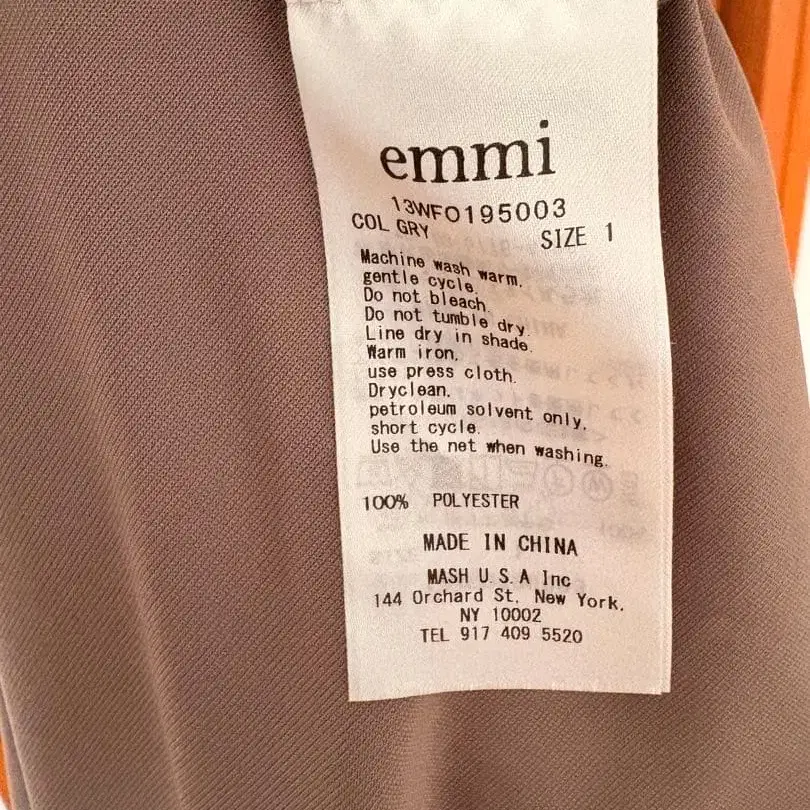 emmi
13WFO195003
COL GRY SIZE 1
Machine wash warm.
gentle cycle.
Do not bleach.
Do not tumble dry.
Line dry in shade.
Warm iron.
use press cloth.
Dryclean.
petroleum solvent only.
short cycle.
Use the net when washing.
100% POLYESTER
MADE IN CHINA
MASH U.S.A Inc
144 Orchard St. New York.
NY 10002
TEL 917 409 5520